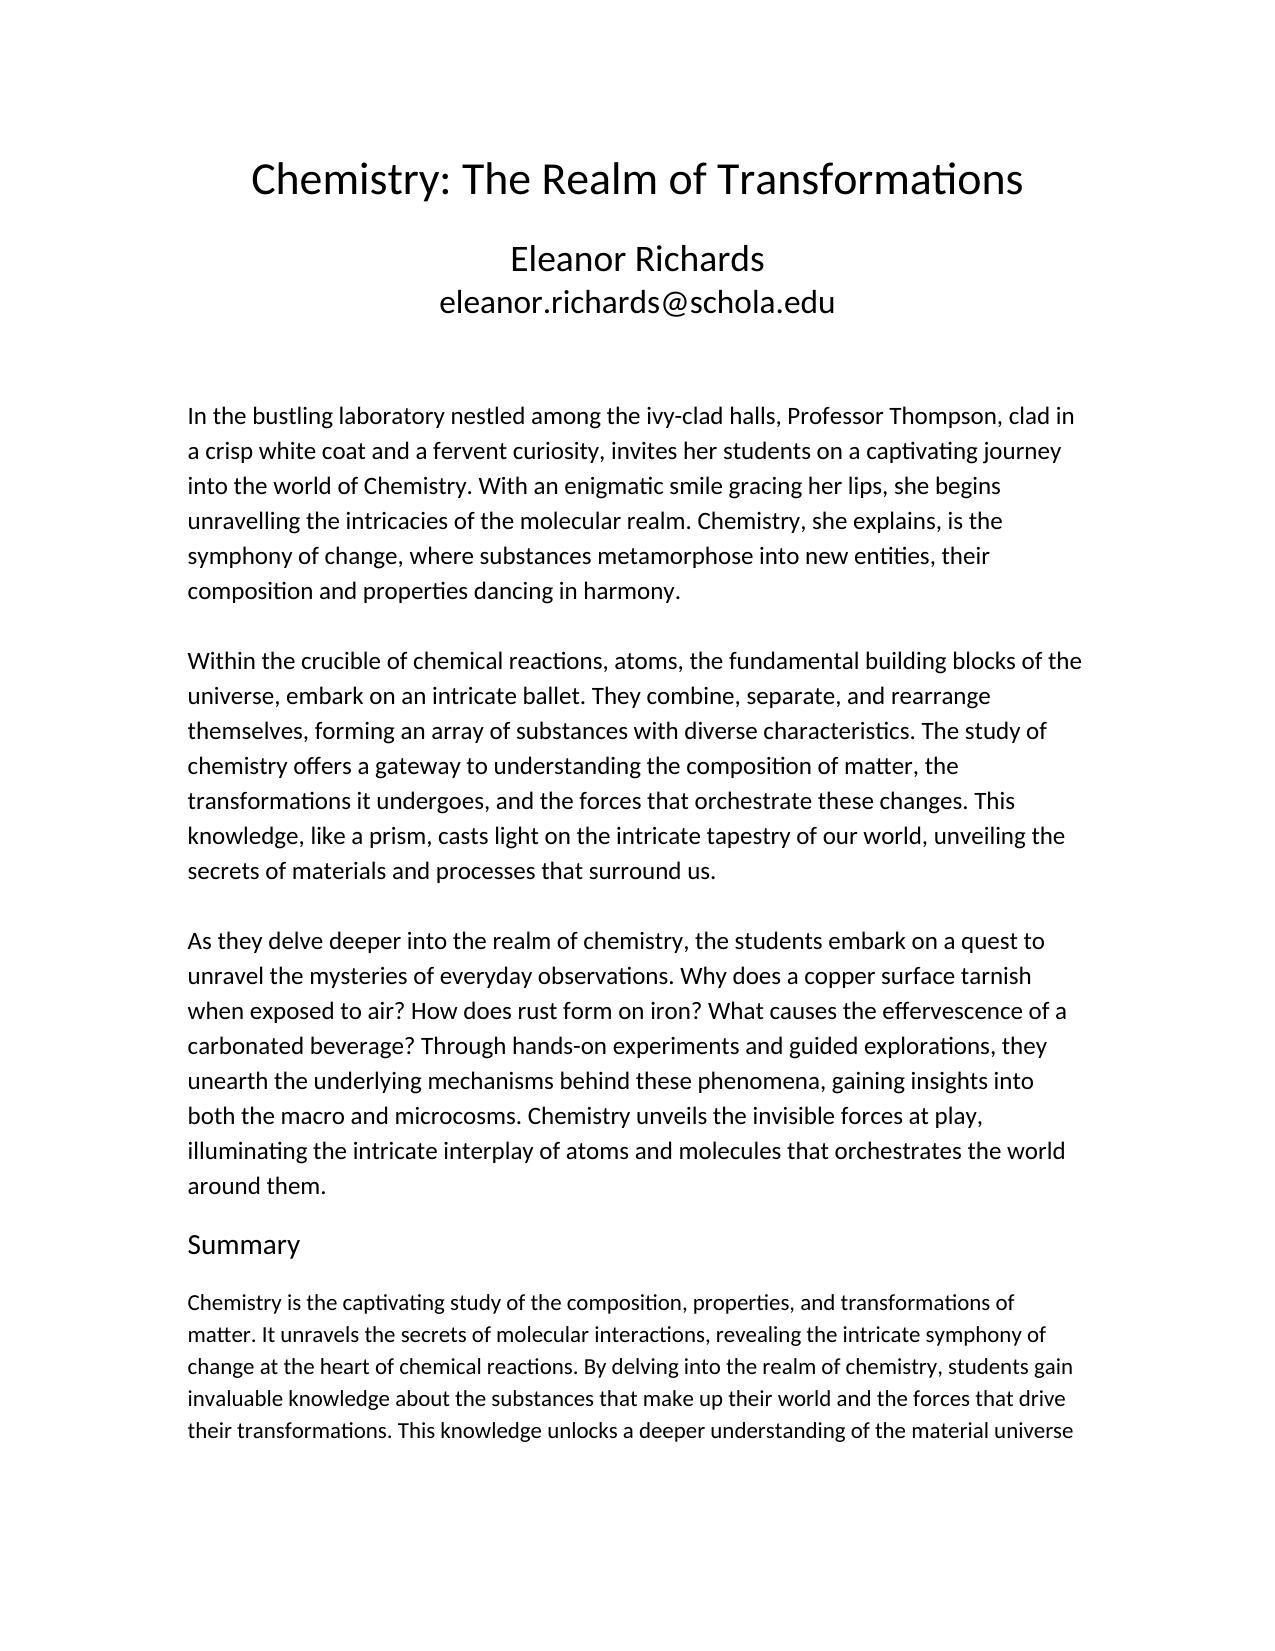 Chemistry: The Realm of Transformations
Eleanor Richards
eleanor.richards@schola.edu
In the bustling laboratory nestled among the ivy-clad halls, Professor Thompson, clad in
a crisp white coat and a fervent curiosity, invites her students on a captivating journey
into the world of Chemistry. With an enigmatic smile gracing her lips, she begins
unravelling the intricacies of the molecular realm. Chemistry, she explains, is the
symphony of change, where substances metamorphose into new entities, their
composition and properties dancing in harmony.
Within the crucible of chemical reactions, atoms, the fundamental building blocks of the
universe, embark on an intricate ballet. They combine, separate, and rearrange
themselves, forming an array of substances with diverse characteristics. The study of
chemistry offers a gateway to understanding the composition of matter, the
transformations it undergoes, and the forces that orchestrate these changes. This
knowledge, like a prism, casts light on the intricate tapestry of our world, unveiling the
secrets of materials and processes that surround us.
As they delve deeper into the realm of chemistry, the students embark on a quest to
unravel the mysteries of everyday observations. Why does a copper surface tarnish
when exposed to air? How does rust form on iron? What causes the effervescence of a
carbonated beverage? Through hands-on experiments and guided explorations, they
unearth the underlying mechanisms behind these phenomena, gaining insights into
both the macro and microcosms. Chemistry unveils the invisible forces at play,
illuminating the intricate interplay of atoms and molecules that orchestrates the world
around them.
Summary
Chemistry is the captivating study of the composition, properties, and transformations of
matter. It unravels the secrets of molecular interactions, revealing the intricate symphony of
change at the heart of chemical reactions. By delving into the realm of chemistry, students gain
invaluable knowledge about the substances that make up their world and the forces that drive
their transformations. This knowledge unlocks a deeper understanding of the material universe